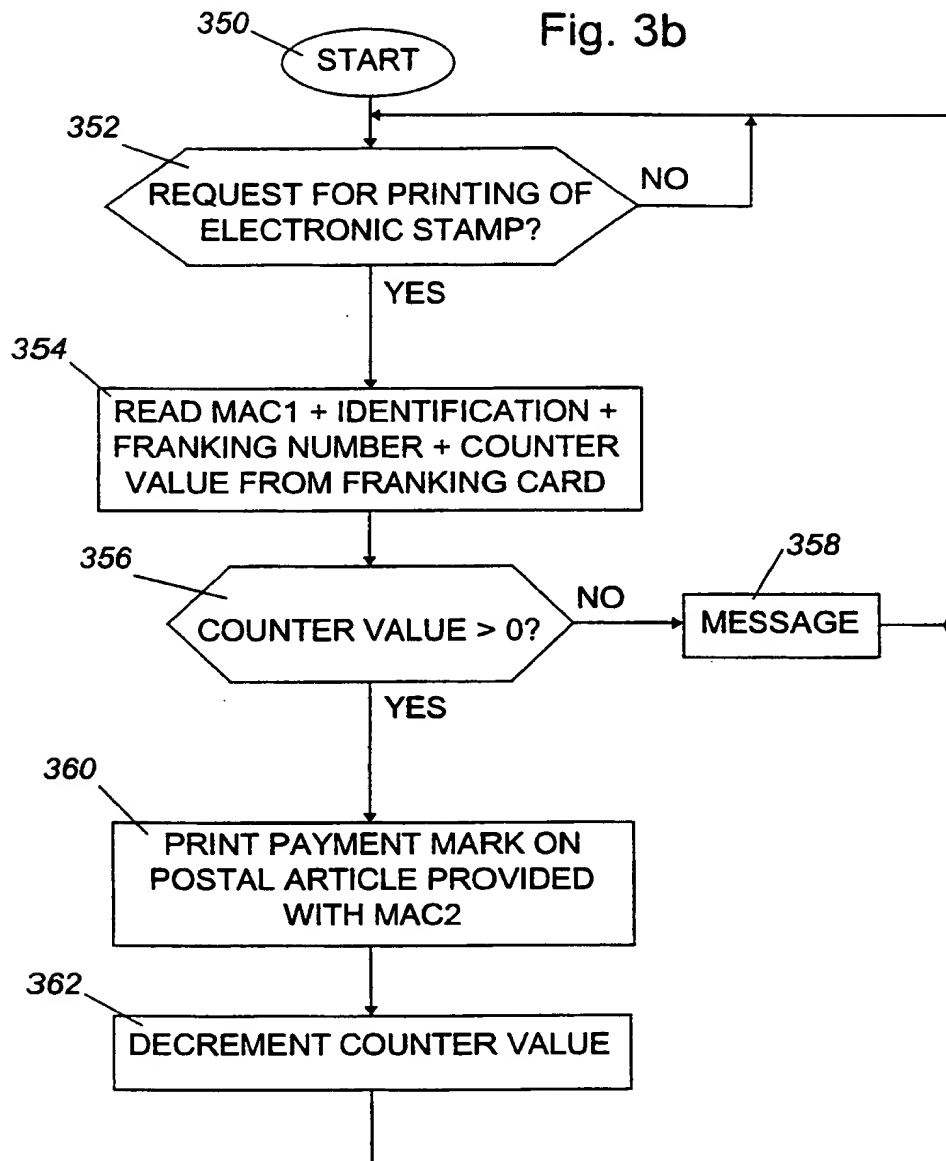 Fig. 3b
350
START
352
REQUEST FOR PRINTING OF
ELECTRONIC STAMP?
NO
YES
354
READ MAC1 + IDENTIFICATION +
FRANKING NUMBER + COUNTER
VALUE FROM FRANKING CARD
356
COUNTER VALUE > 0?
NO
358
MESSAGE
YES
360
PRINT PAYMENT MARK ON
POSTAL ARTICLE PROVIDED
WITH MAC2
362
DECREMENT COUNTER VALUE